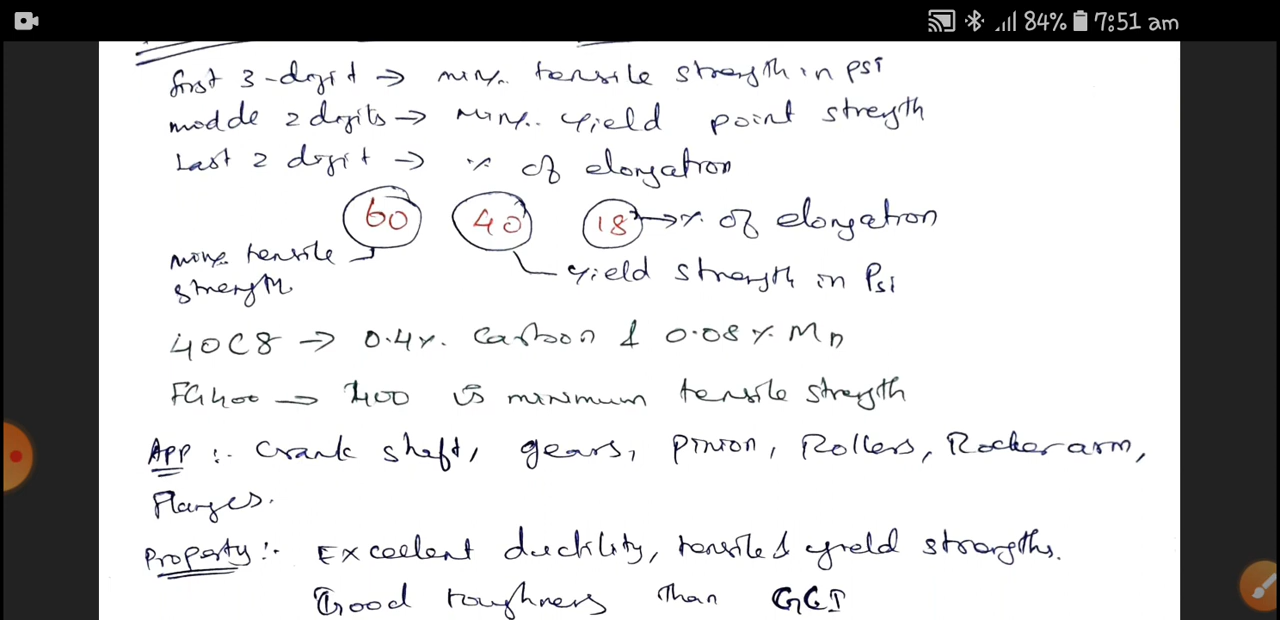 84% 7:51 am
first 3-digit → min. tensile strength in psi
middle 2 digits → Min. yield point strength
Last 2 digit → % of elongation
60 40 18 → % of elongation
tensile strength
yield strength in Psi
40C8 → 0.4%. Carbon & 0.08% Mn
FG400 → 400 is minimum tensile strength
APP :- Crank shaft, gears, pinion, Rollers, Rocker arm,
Flanges.
Property :- Excellent ductility, tensile & yield strengths.
Good toughness than GCI